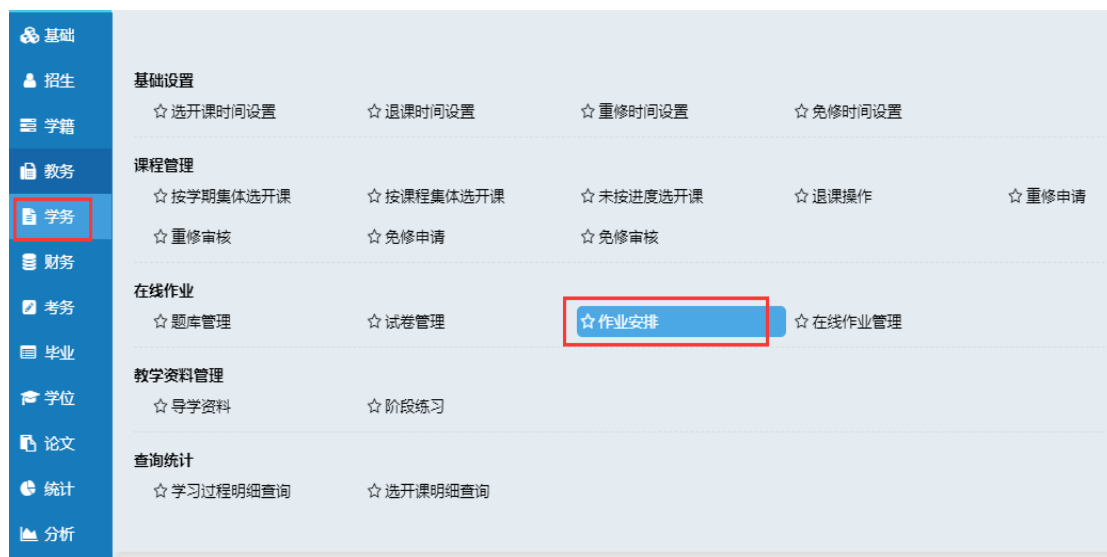 基础
招生
学籍
教务
学务
财务
考务
毕业
学位
论文
统计
分析
基础设置
选开课时间设置 退课时间设置 重修时间设置 免修时间设置
课程管理
按学期集体选开课 按课程集体选开课 未按进度选开课 退课操作 重修申请
重修审核 免修申请 免修审核
在线作业
题库管理 试卷管理 作业安排 在线作业管理
教学资料管理
导学资料 阶段练习
查询统计
学习过程明细查询 选开课明细查询